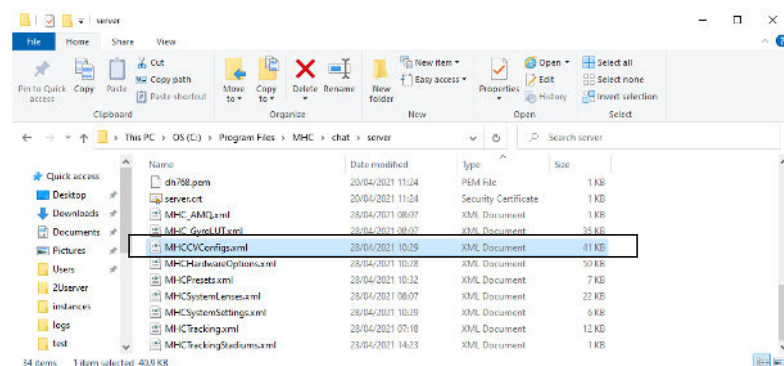 server
File Home Share View
Pin to Quick access
Copy
Paste
Cut
Copy path
Paste shortcut
Clipboard
Move to
Copy to
Delete
Rename
Organize
New folder
New item
Easy access
New
Properties
Open
Edit
History
Open
Select all
Select none
Invert selection
Select
This PC > OS (C:) > Program Files > MHC > chat > server
Search server
Quick access
Desktop
Downloads
Documents
Pictures
Users
2Userver
instances
logs
test
Name Date modified Type Size
dh768.pem 20/04/2021 11:24 PEM File 1 KB
server.crt 20/04/2021 11:24 Security Certificate 1 KB
MHC_AMQ.xml 28/04/2021 08:07 XML Document 1 KB
MHC_GyroLUT.xml 28/04/2021 08:07 XML Document 35 KB
MHCCVConfigs.xml 28/04/2021 10:29 XML Document 41 KB
MHCHardwareOptions.xml 28/04/2021 10:28 XML Document 50 KB
MHCPresets.xml 28/04/2021 10:32 XML Document 7 KB
MHCSystemLenses.xml 28/04/2021 08:07 XML Document 22 KB
MHCSystemSettings.xml 28/04/2021 10:29 XML Document 6 KB
MHCTracking.xml 28/04/2021 07:18 XML Document 12 KB
MHCTrackingStadiums.xml 23/04/2021 14:23 XML Document 1 KB
34 items 1 item selected 40.9 KB